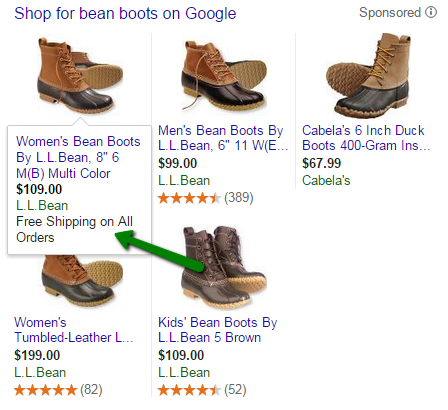 Shop for bean boots on Google
Sponsored ⓘ
Women's Bean Boots
By L.L.Bean, 8" 6
M(B) Multi Color
$109.00
L.L.Bean
Free Shipping on All
Orders
Men's Bean Boots By
L.L.Bean, 6" 11 W(E...
$99.00
L.L.Bean
(389)
Cabela's 6 Inch Duck
Boots 400-Gram Ins...
$67.99
Cabela's
Women's
Tumbled-Leather L...
$199.00
L.L.Bean
(82)
Kids' Bean Boots By
L.L.Bean 5 Brown
$109.00
L.L.Bean
(52)